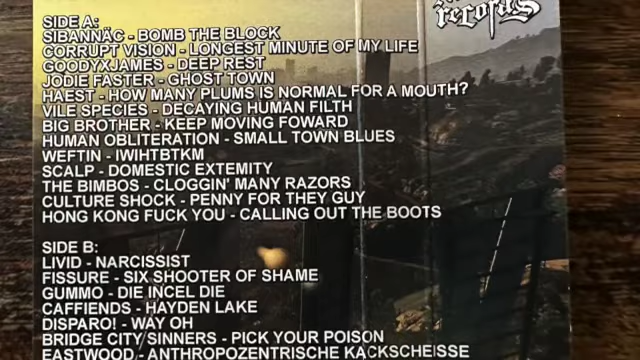 records
SIDE A:
SIBANNÄC - BOMB THE BLOCK
CORRUPT VISION - LONGEST MINUTE OF MY LIFE
GOODYXJAMES - DEEP REST
JODIE FASTER - GHOST TOWN
HAEST - HOW MANY PLUMS IS NORMAL FOR A MOUTH?
VILE SPECIES - DECAYING HUMAN FILTH
BIG BROTHER - KEEP MOVING FOWARD
HUMAN OBLITERATION - SMALL TOWN BLUES
WEFTIN - IWIHTBTKM
SCALP - DOMESTIC EXTEMITY
THE BIMBOS - CLOGGIN' MANY RAZORS
CULTURE SHOCK - PENNY FOR THEY GUY
HONG KONG FUCK YOU - CALLING OUT THE BOOTS
SIDE B:
LIVID - NARCISSIST
FISSURE - SIX SHOOTER OF SHAME
GUMMO - DIE INCEL DIE
CAFFIENDS - HAYDEN LAKE
DISPARO! - WAY OH
BRIDGE CITY SINNERS - PICK YOUR POISON
EASTWOOD - ANTHROPOZENTRISCHE KACKSCHEISSE